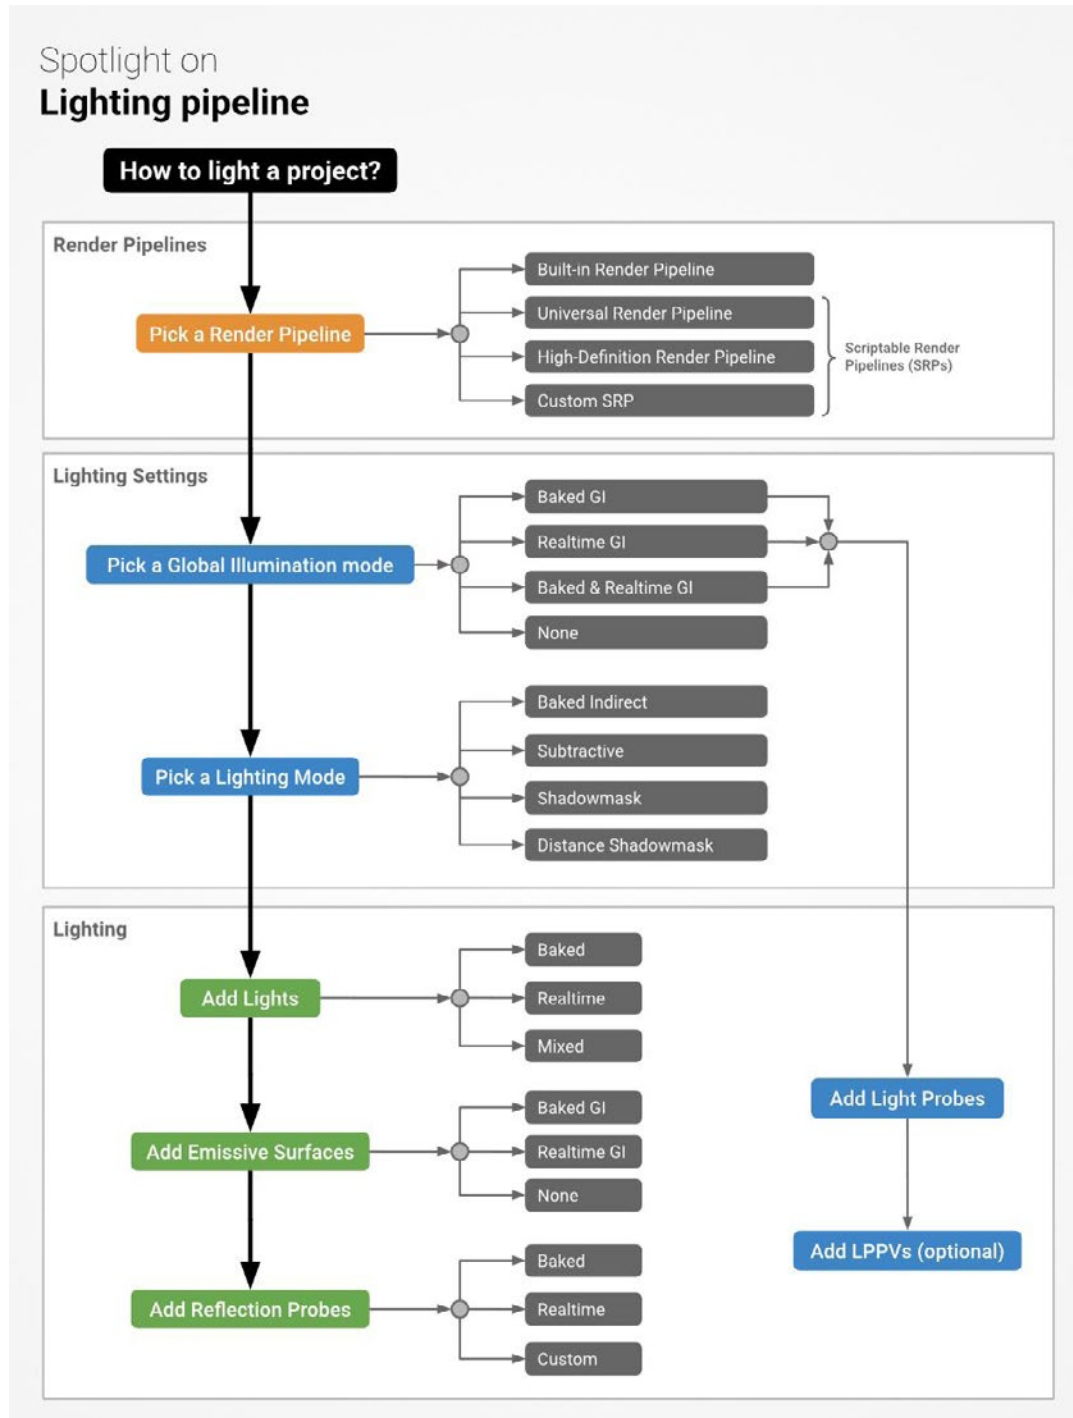 Spotlight on
Lighting pipeline
How to light a project?
Render Pipelines
Pick a Render Pipeline
Built-in Render Pipeline
Universal Render Pipeline
High-Definition Render Pipeline
Custom SRP
Scriptable Render
Pipelines (SRPs)
Lighting Settings
Pick a Global Illumination mode
Baked GI
Realtime GI
Baked & Realtime GI
None
Pick a Lighting Mode
Baked Indirect
Subtractive
Shadowmask
Distance Shadowmask
Lighting
Add Lights
Baked
Realtime
Mixed
Add Emissive Surfaces
Baked GI
Realtime GI
None
Add Reflection Probes
Baked
Realtime
Custom
Add Light Probes
Add LPPVs (optional)